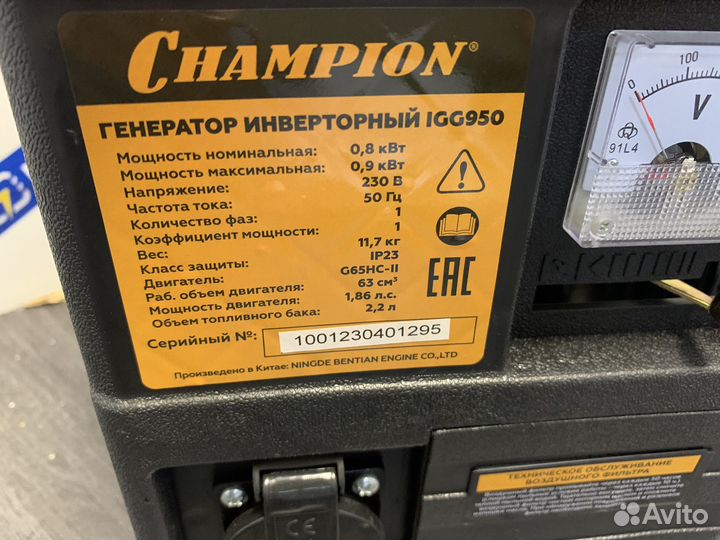 CHAMPION®
ГЕНЕРАТОР ИНВЕРТОРНЫЙ IGG950
Мощность номинальная: 0,8 кВт
Мощность максимальная: 0,9 кВт
Напряжение: 230 В
Частота тока: 50 Гц
Количество фаз: 1
Коэффициент мощности: 1
Вес: 11,7 кг
Класс защиты: IP23
Двигатель: G65HC-II
Раб. объем двигателя: 63 см³
Мощность двигателя: 1,86 л.с.
Объем топливного бака: 2,2 л
Серийный №: 1001230401295
Произведено в Китае: NINGDE BENTIAN ENGINE CO.,LTD
EAC
0 100
V
91L4
CE
ТЕХНИЧЕСКОЕ ОБСЛУЖИВАНИЕ
ВОЗДУШНОГО ФИЛЬТРА
Avito